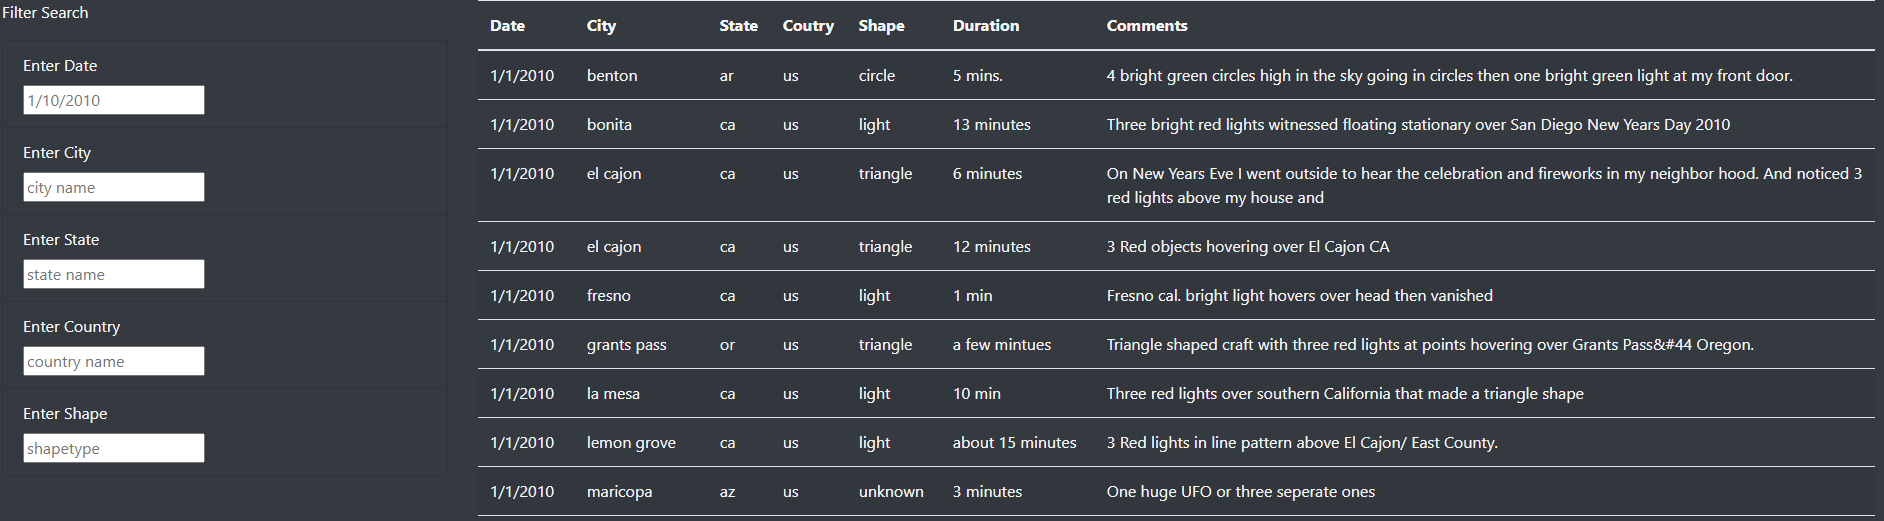 Filter Search
Enter Date
1/10/2010
Enter City
city name
Enter State
state name
Enter Country
country name
Enter Shape
shapetype
Date City State Coutry Shape Duration Comments
1/1/2010 benton ar us circle 5 mins. 4 bright green circles high in the sky going in circles then one bright green light at my front door.
1/1/2010 bonita ca us light 13 minutes Three bright red lights witnessed floating stationary over San Diego New Years Day 2010
1/1/2010 el cajon ca us triangle 6 minutes On New Years Eve I went outside to hear the celebration and fireworks in my neighbor hood. And noticed 3
red lights above my house and
1/1/2010 el cajon ca us triangle 12 minutes 3 Red objects hovering over El Cajon CA
1/1/2010 fresno ca us light 1 min Fresno cal. bright light hovers over head then vanished
1/1/2010 grants pass or us triangle a few mintues Triangle shaped craft with three red lights at points hovering over Grants Pass&#44 Oregon.
1/1/2010 la mesa ca us light 10 min Three red lights over southern California that made a triangle shape
1/1/2010 lemon grove ca us light about 15 minutes 3 Red lights in line pattern above El Cajon/ East County.
1/1/2010 maricopa az us unknown 3 minutes One huge UFO or three seperate ones